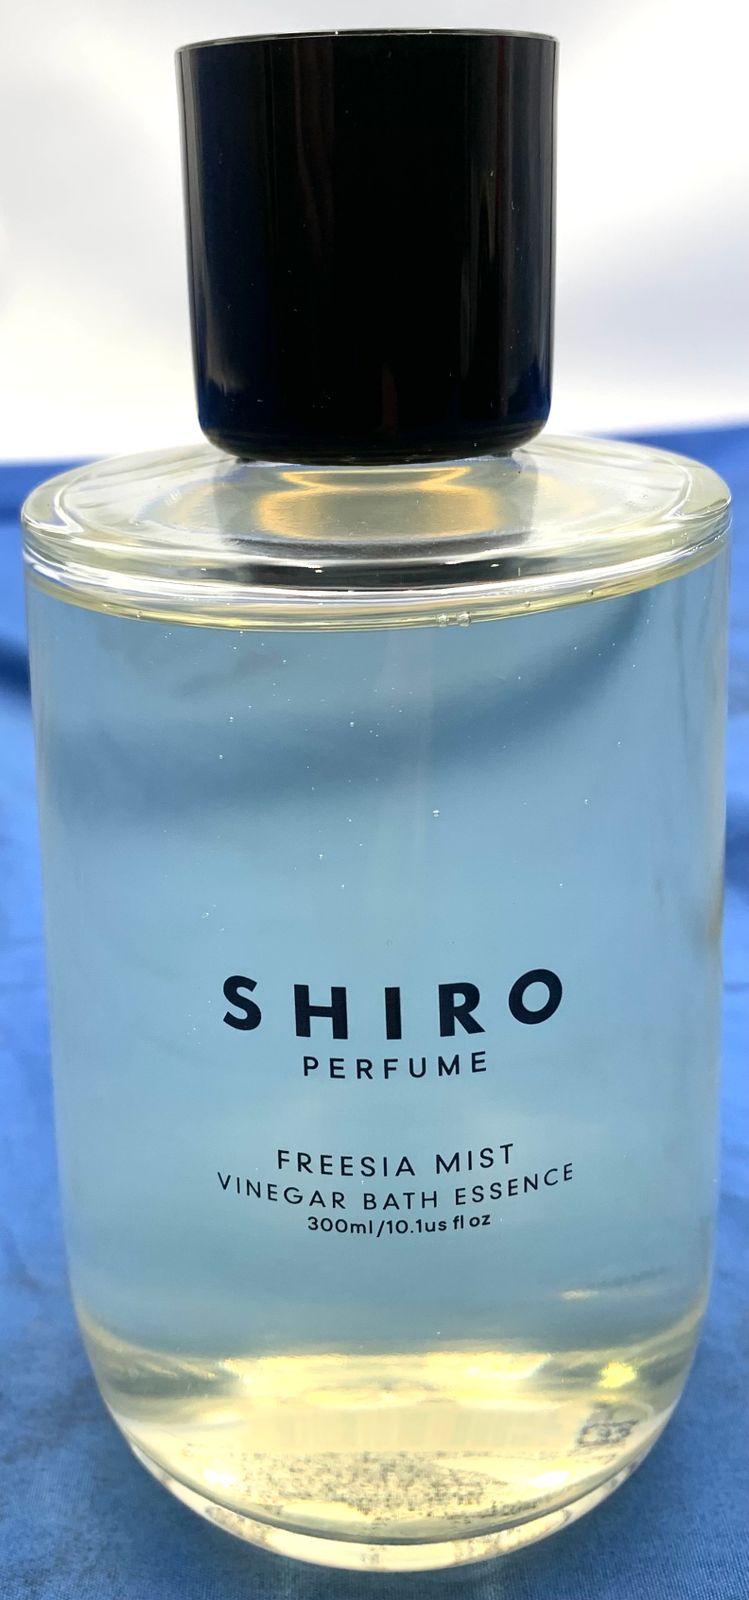 SHIRO
PERFUME
FREESIA MIST
VINEGAR BATH ESSENCE
300ml/10.1us fl oz